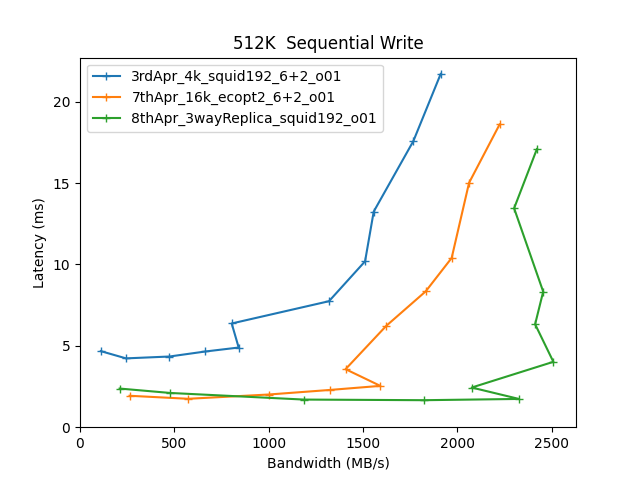 512K  Sequential Write
3rdApr_4k_squid192_6+2_o01
7thApr_16k_ecopt2_6+2_o01
8thApr_3wayReplica_squid192_o01
Latency (ms)
20
15
10
5
0
0 500 1000 1500 2000 2500
Bandwidth (MB/s)